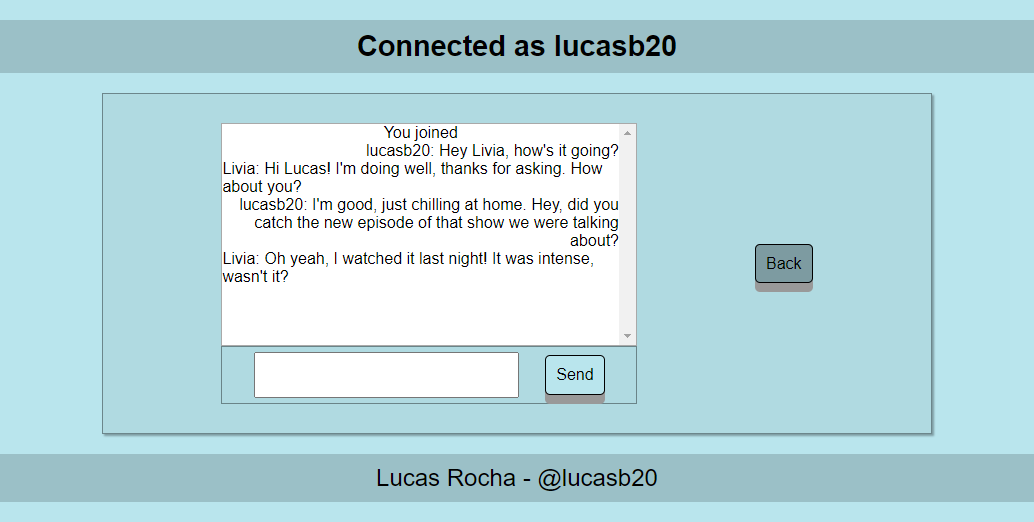 Connected as lucasb20
You joined
lucasb20: Hey Livia, how's it going?
Livia: Hi Lucas! I'm doing well, thanks for asking. How
about you?
lucasb20: I'm good, just chilling at home. Hey, did you
catch the new episode of that show we were talking
about?
Livia: Oh yeah, I watched it last night! It was intense,
wasn't it?
Back
Send
Lucas Rocha - @lucasb20